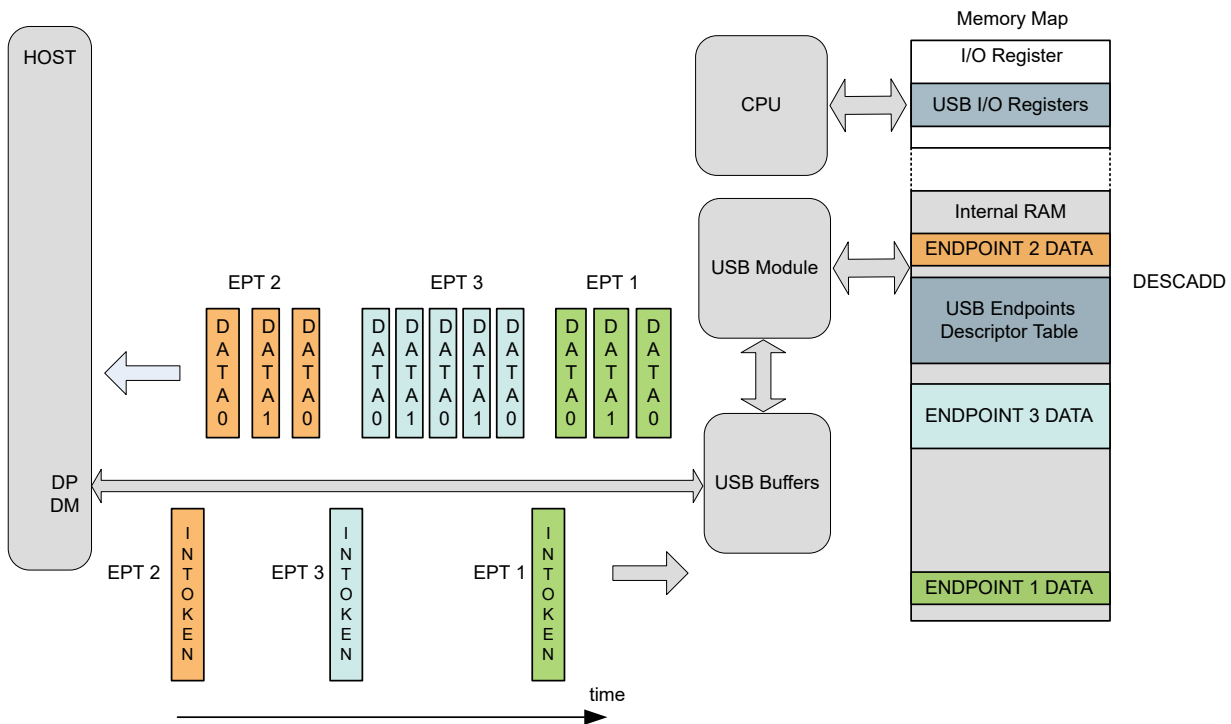 Memory Map
HOST
I/O Register
CPU
USB I/O Registers
Internal RAM
ENDPOINT 2 DATA
USB Module
DESCADD
USB Endpoints
Descriptor Table
EPT 2
EPT 3
EPT 1
DATA0
DATA1
DATA0
DATA0
DATA1
DATA0
DATA1
DATA0
DATA0
DATA1
DATA0
ENDPOINT 3 DATA
DP
DM
USB Buffers
EPT 2
INTOKEN
EPT 3
INTOKEN
EPT 1
INTOKEN
ENDPOINT 1 DATA
time